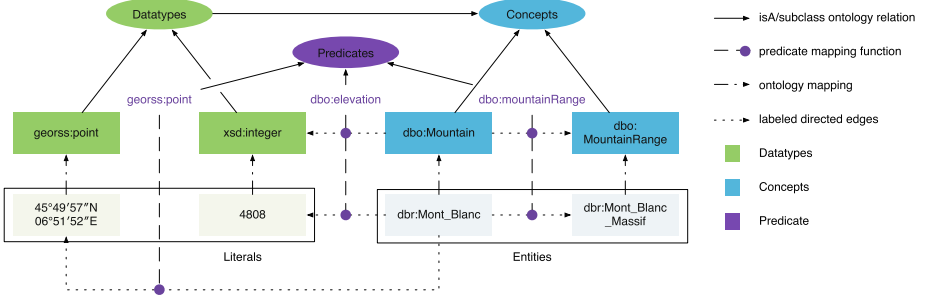 Datatypes
Concepts
Predicates
georss:point
dbo:elevation
dbo:mountainRange
georss:point
xsd:integer
dbo:Mountain
dbo:
MountainRange
45°49′57″N
06°51′52″E
4808
dbr:Mont_Blanc
dbr:Mont_Blanc
_Massif
Literals
Entities
isA/subclass ontology relation
predicate mapping function
ontology mapping
labeled directed edges
Datatypes
Concepts
Predicate